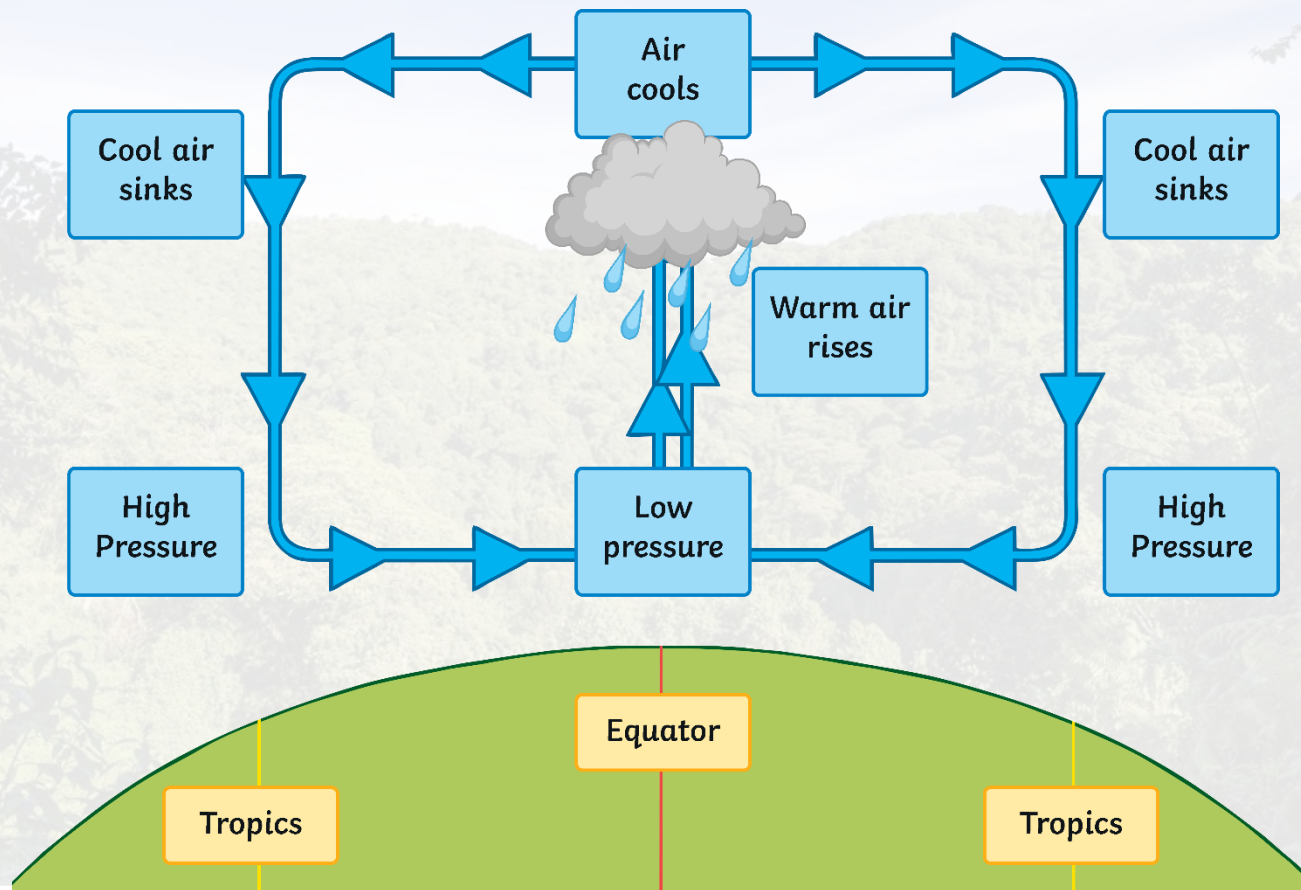 Air
cools
Cool air
sinks
Cool air
sinks
Warm air
rises
High
Pressure
Low
pressure
High
Pressure
Equator
Tropics
Tropics